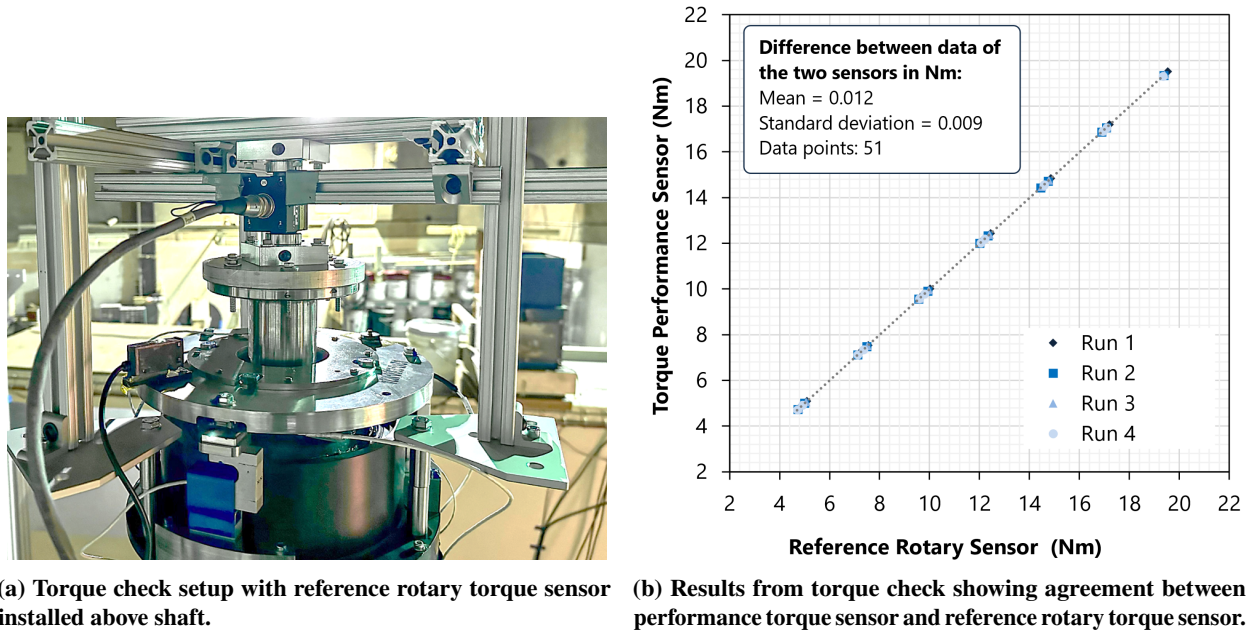 22
20
18
16
14
12
10
8
6
4
2
Torque Performance Sensor (Nm)
Difference between data of
the two sensors in Nm:
Mean = 0.012
Standard deviation = 0.009
Data points: 51
Run 1
Run 2
Run 3
Run 4
2 4 6 8 10 12 14 16 18 20 22
Reference Rotary Sensor (Nm)
(a) Torque check setup with reference rotary torque sensor
installed above shaft.
(b) Results from torque check showing agreement between
performance torque sensor and reference rotary torque sensor.